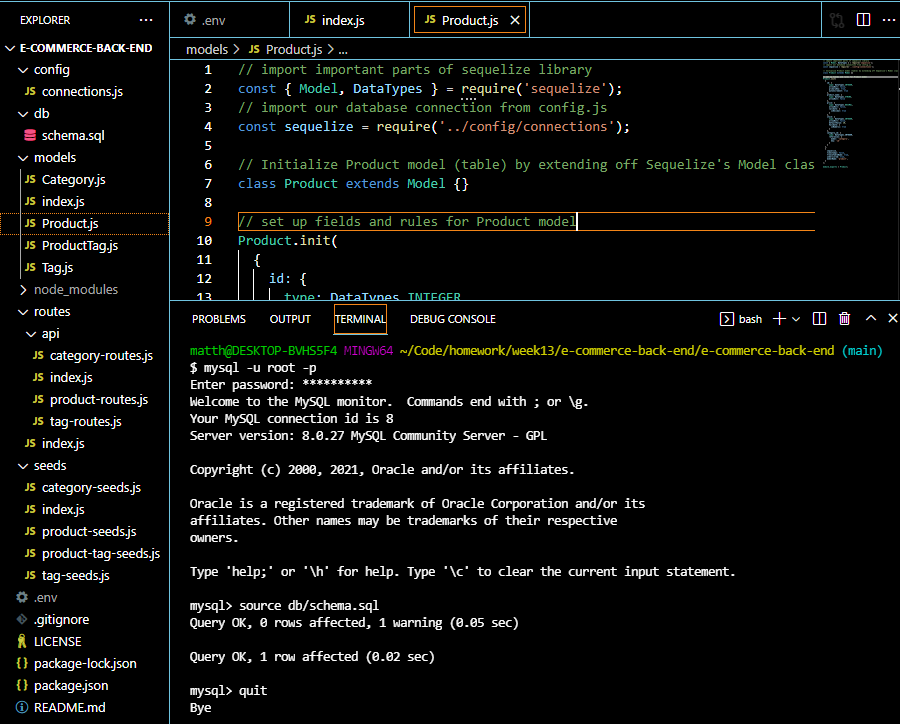 EXPLORER
E-COMMERCE-BACK-END
config
JS connections.js
db
schema.sql
models
JS Category.js
JS index.js
JS Product.js
JS ProductTag.js
JS Tag.js
node_modules
routes
api
JS category-routes.js
JS index.js
JS product-routes.js
JS tag-routes.js
JS index.js
seeds
JS category-seeds.js
JS index.js
JS product-seeds.js
JS product-tag-seeds.js
JS tag-seeds.js
.env
.gitignore
LICENSE
{} package-lock.json
{} package.json
README.md
.env
JS index.js
JS Product.js
models > JS Product.js > ...
1 // import important parts of sequelize library
2 const { Model, DataTypes } = require('sequelize');
3 // import our database connection from config.js
4 const sequelize = require('../config/connections');
5
6 // Initialize Product model (table) by extending off Sequelize's Model clas
7 class Product extends Model {}
8
9 // set up fields and rules for Product model
10 Product.init(
11 {
12 id: {
13 type: DataTypes.INTEGER
PROBLEMS OUTPUT TERMINAL DEBUG CONSOLE
bash
matth@DESKTOP-BVHS5F4 MINGW64 ~/Code/homework/week13/e-commerce-back-end/e-commerce-back-end (main)
$ mysql -u root -p
Enter password: **********
Welcome to the MySQL monitor.  Commands end with ; or \g.
Your MySQL connection id is 8
Server version: 8.0.27 MySQL Community Server - GPL
Copyright (c) 2000, 2021, Oracle and/or its affiliates.
Oracle is a registered trademark of Oracle Corporation and/or its
affiliates. Other names may be trademarks of their respective
owners.
Type 'help;' or '\h' for help. Type '\c' to clear the current input statement.
mysql> source db/schema.sql
Query OK, 0 rows affected, 1 warning (0.05 sec)
Query OK, 1 row affected (0.02 sec)
mysql> quit
Bye